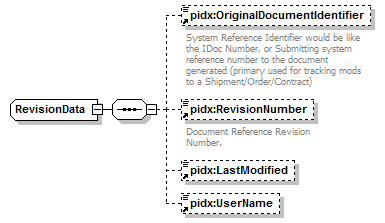 pidx:OriginalDocumentIdentifier
System Reference Identifier would be like
the IDoc Number, or Submitting system
reference number to the document
generated (primary used for tracking mods
to a Shipment/Order/Contract)
RevisionData
pidx:RevisionNumber
Document Reference Revision
Number.
pidx:LastModified
pidx:UserName